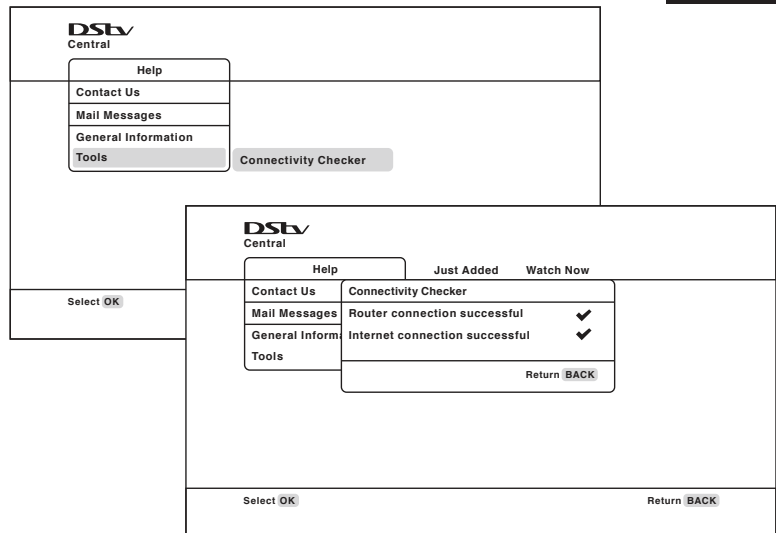 DStv
Central
Help
Contact Us
Mail Messages
General Information
Tools
Connectivity Checker
Select OK
DStv
Central
Help Just Added Watch Now
Contact Us
Connectivity Checker
Mail Messages
Router connection successful
General Informa
Internet connection successful
Tools
Return BACK
Select OK
Return BACK